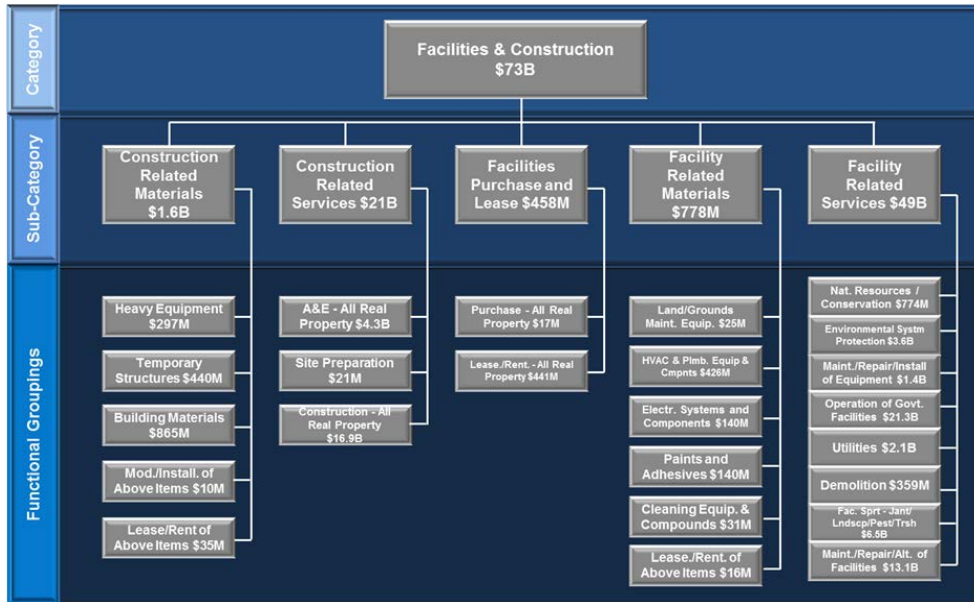 Category
Facilities & Construction
$73B
Sub-Category
Construction
Related
Materials
$1.6B
Construction
Related
Services $21B
Facilities
Purchase and
Lease $458M
Facility
Related
Materials
$778M
Facility
Related
Services $49B
Functional Groupings
Heavy Equipment
$297M
Temporary
Structures $440M
Building Materials
$865M
Mod./Install. of
Above Items $10M
Lease/Rent of
Above Items $35M
A&E - All Real
Property $4.3B
Site Preparation
$21M
Construction - All
Real Property
$16.9B
Purchase - All Real
Property $17M
Lease./Rent. - All Real
Property $441M
Land/Grounds
Maint. Equip. $25M
HVAC & Plmb. Equip &
Cmpnts $426M
Electr. Systems and
Components $140M
Paints and
Adhesives $140M
Cleaning Equip. &
Compounds $31M
Lease./Rent. of
Above Items $16M
Nat. Resources /
Conservation $774M
Environmental Systm
Protection $3.6B
Maint./Repair/Install
of Equipment $1.4B
Operation of Govt.
Facilities $21.3B
Utilities $2.1B
Demolition $359M
Fac. Sprt - Jant/
Lndscp/Pest/Trsh
$6.5B
Maint./Repair/Alt. of
Facilities $13.1B